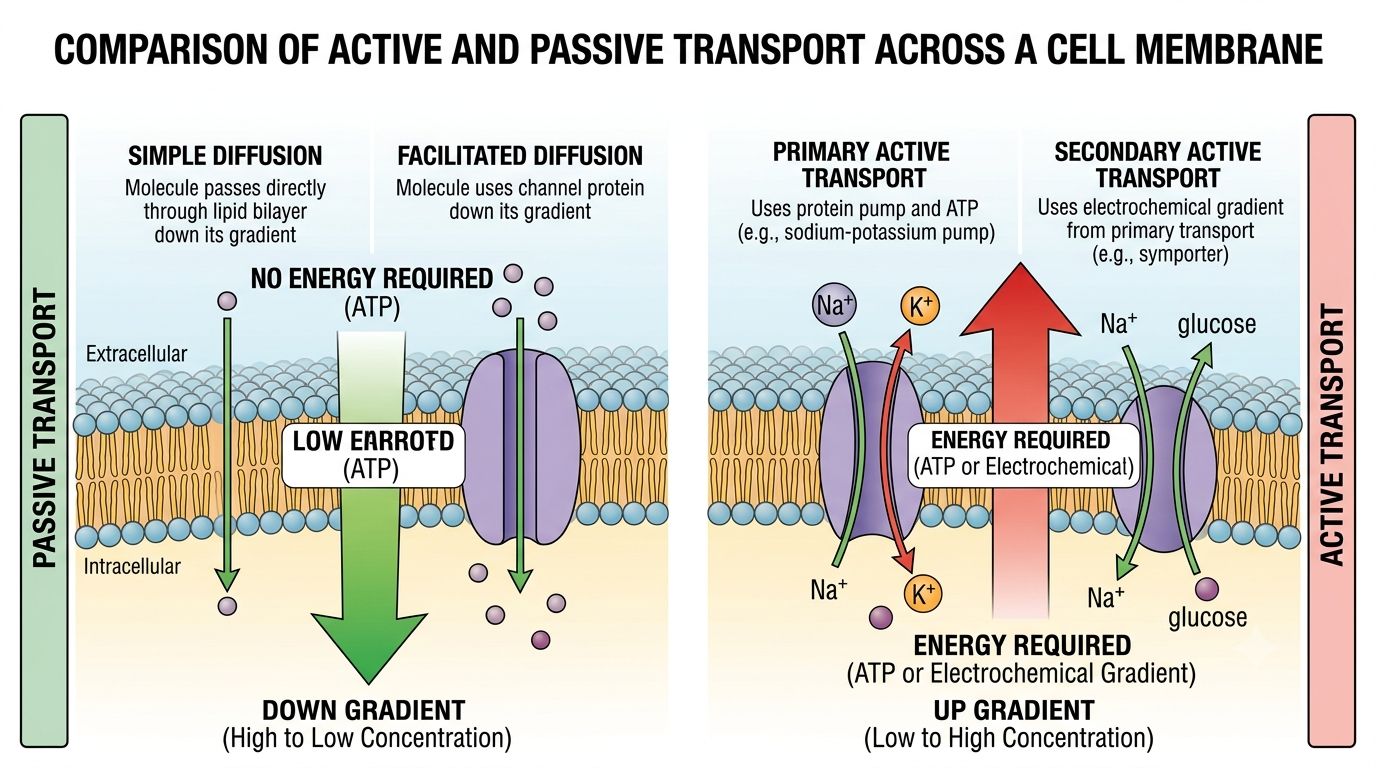 COMPARISON OF ACTIVE AND PASSIVE TRANSPORT ACROSS A CELL MEMBRANE
PASSIVE TRANSPORT
SIMPLE DIFFUSION
Molecule passes directly
through lipid bilayer
down its gradient
FACILITATED DIFFUSION
Molecule uses channel protein
down its gradient
NO ENERGY REQUIRED
(ATP)
Extracellular
LOW
(ATP)
Intracellular
DOWN GRADIENT
(High to Low Concentration)
PRIMARY ACTIVE
TRANSPORT
Uses protein pump and ATP
(e.g., sodium-potassium pump)
SECONDARY ACTIVE
TRANSPORT
Uses electrochemical gradient
from primary transport
(e.g., symporter)
Na⁺
K⁺
Na⁺
glucose
ENERGY REQUIRED
(ATP or Electrochemical)
Na⁺
K⁺
Na⁺
glucose
ENERGY REQUIRED
(ATP or Electrochemical Gradient)
UP GRADIENT
(Low to High Concentration)
ACTIVE TRANSPORT